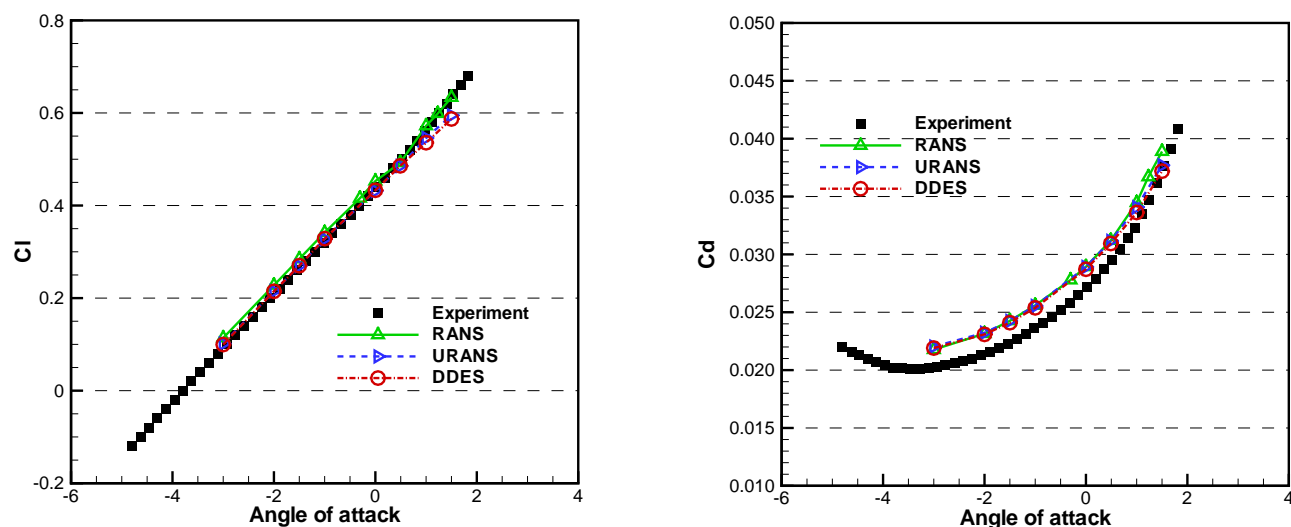 0.8
0.6
0.4
0.2
0
-0.2
-6
-4
-2
0
2
4
Cl
Angle of attack
Experiment
RANS
URANS
DDES
0.050
0.045
0.040
0.035
0.030
0.025
0.020
0.015
0.010
-6
-4
-2
0
2
4
Cd
Angle of attack
Experiment
RANS
URANS
DDES